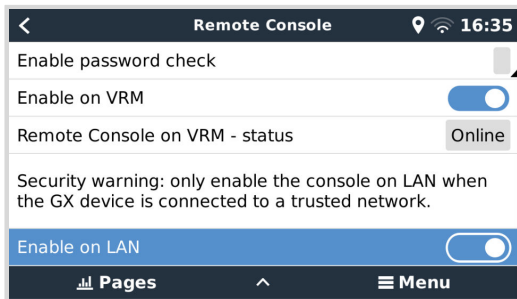 Remote Console 16:35
Enable password check
Enable on VRM
Remote Console on VRM - status Online
Security warning: only enable the console on LAN when
the GX device is connected to a trusted network.
Enable on LAN
Pages Menu